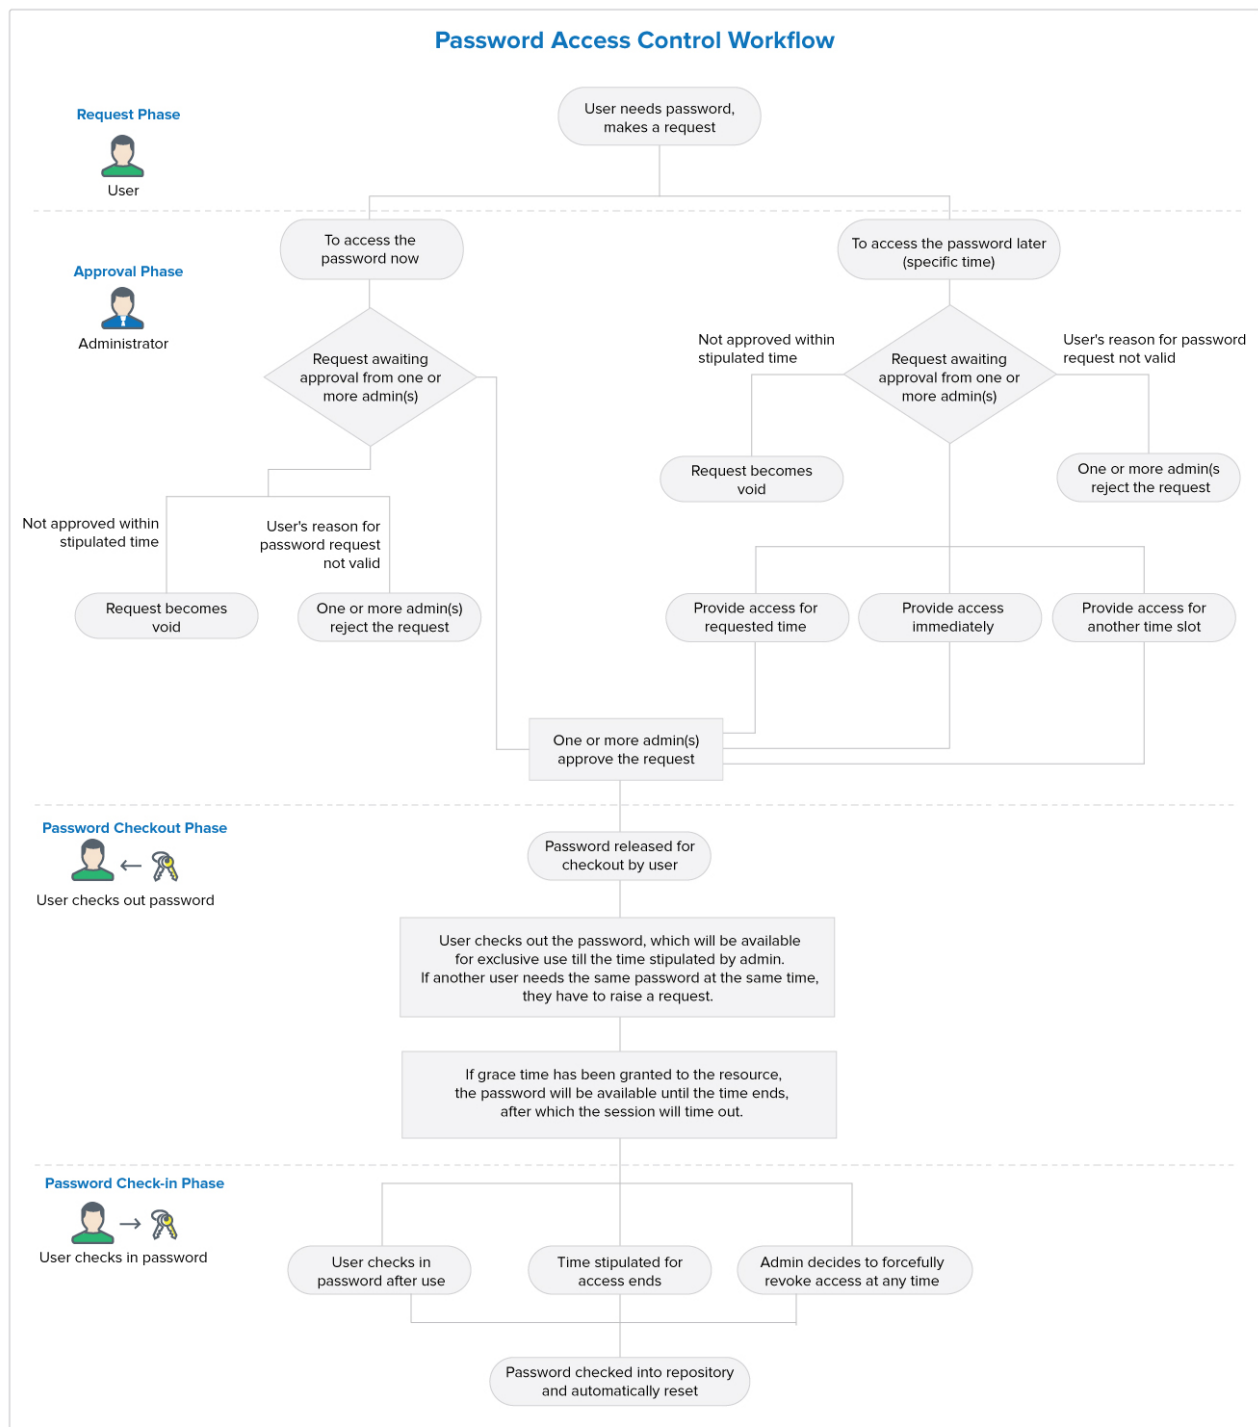 Password Access Control Workflow
Request Phase
User
User needs password,
makes a request
Approval Phase
Administrator
To access the
password now
To access the password later
(specific time)
Request awaiting
approval from one or
more admin(s)
Not approved within
stipulated time
Request awaiting
approval from one or
more admin(s)
User's reason for password
request not valid
Request becomes
void
One or more admin(s
reject the request
Not approved within
stipulated time
User's reason for
password request
not valid
Request becomes
void
One or more admin(s)
reject the request
Provide access for
requested time
Provide access
immediately
Provide access for
another time slot
One or more admin(s)
approve the request
Password Checkout Phase
User checks out password
Password released for
checkout by user
User checks out the password, which will be available
for exclusive use till the time stipulated by admin.
If another user needs the same password at the same time,
they have to raise a request.
If grace time has been granted to the resource,
the password will be available until the time ends,
after which the session will time out.
Password Check-in Phase
User checks in password
User checks in
password after use
Time stipulated for
access ends
Admin decides to forcefully
revoke access at any time
Password checked into repository
and automatically reset